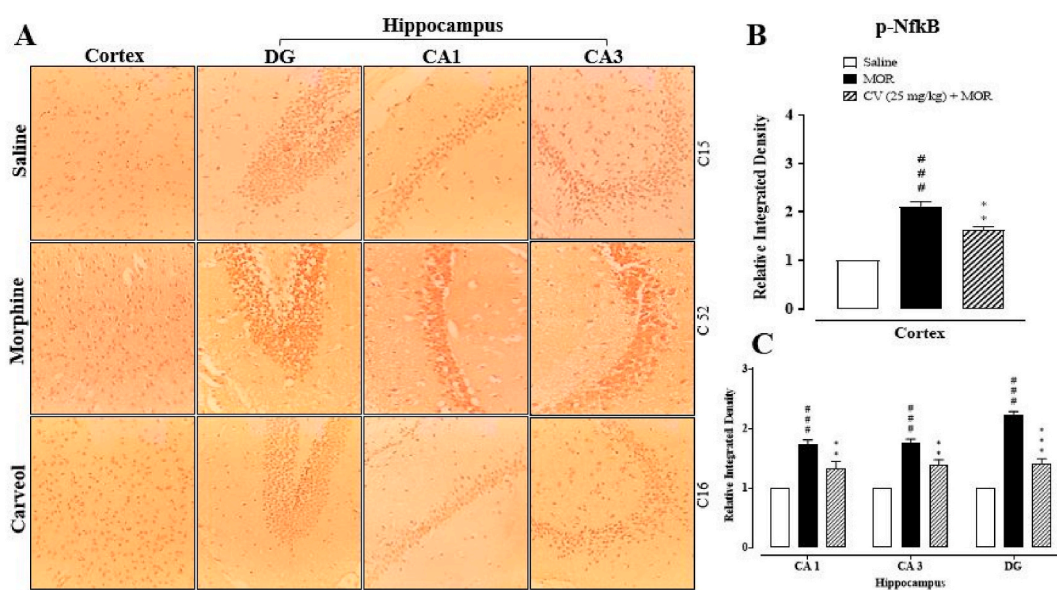 A
Hippocampus
Cortex
DG
CA1
CA3
Saline
C15
Morphine
C 52
Carveol
C16
B
p-NfkB
Saline
MOR
CV (25 mg/kg) + MOR
Relative Integrated Density
4
3
2
1
0
#
#
#
*
*
Cortex
C
Relative Integrated Density
3
2
1
0
#
#
#
*
*
#
#
#
*
*
#
#
#
*
*
*
CA 1
CA 3
DG
Hippocampus